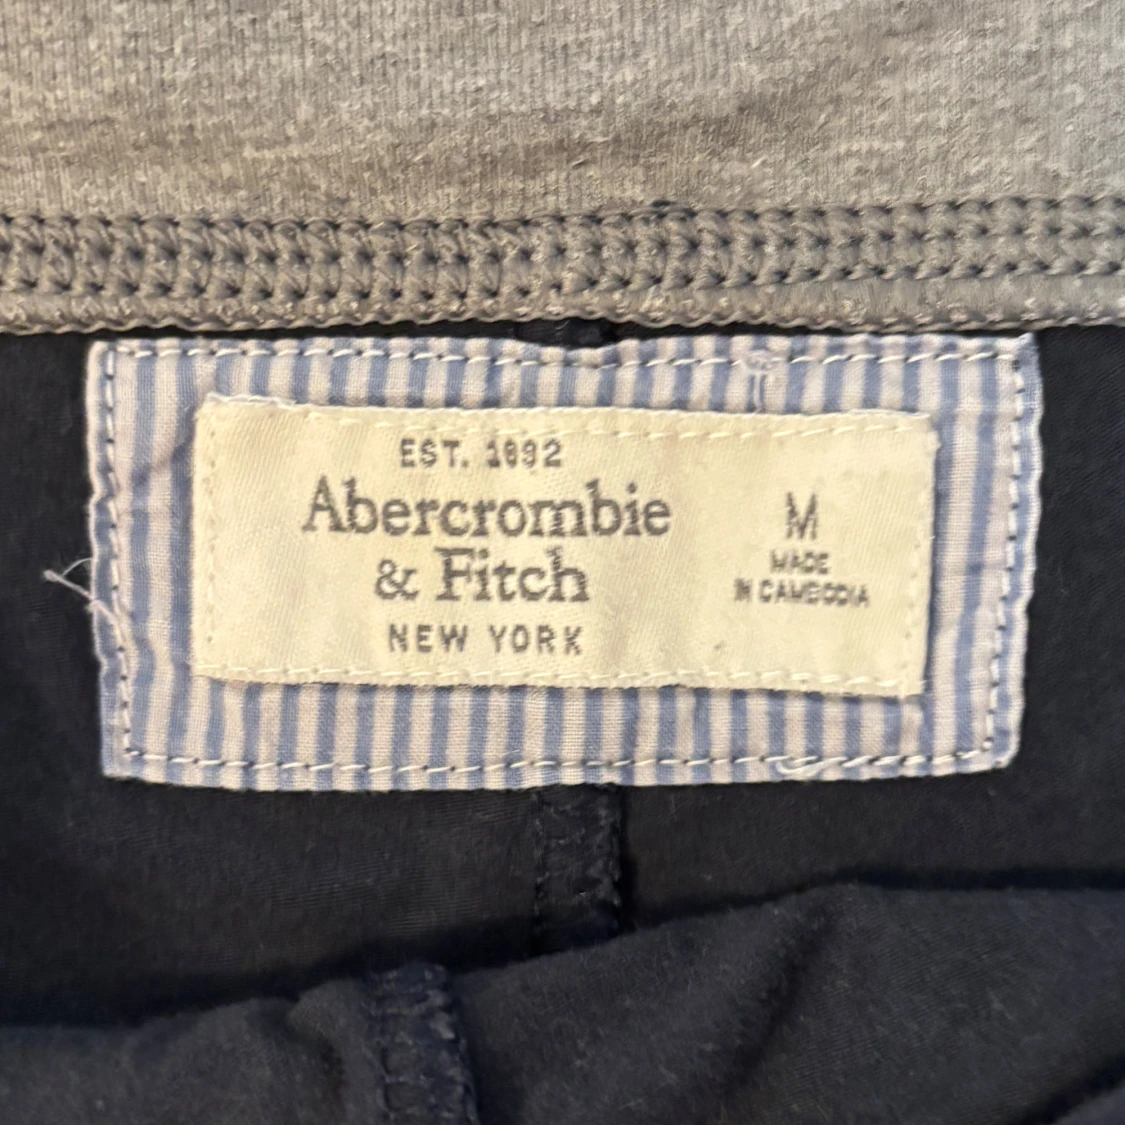 EST. 1892
Abercrombie
& Fitch
NEW YORK
M
MADE
IN CAMBODIA